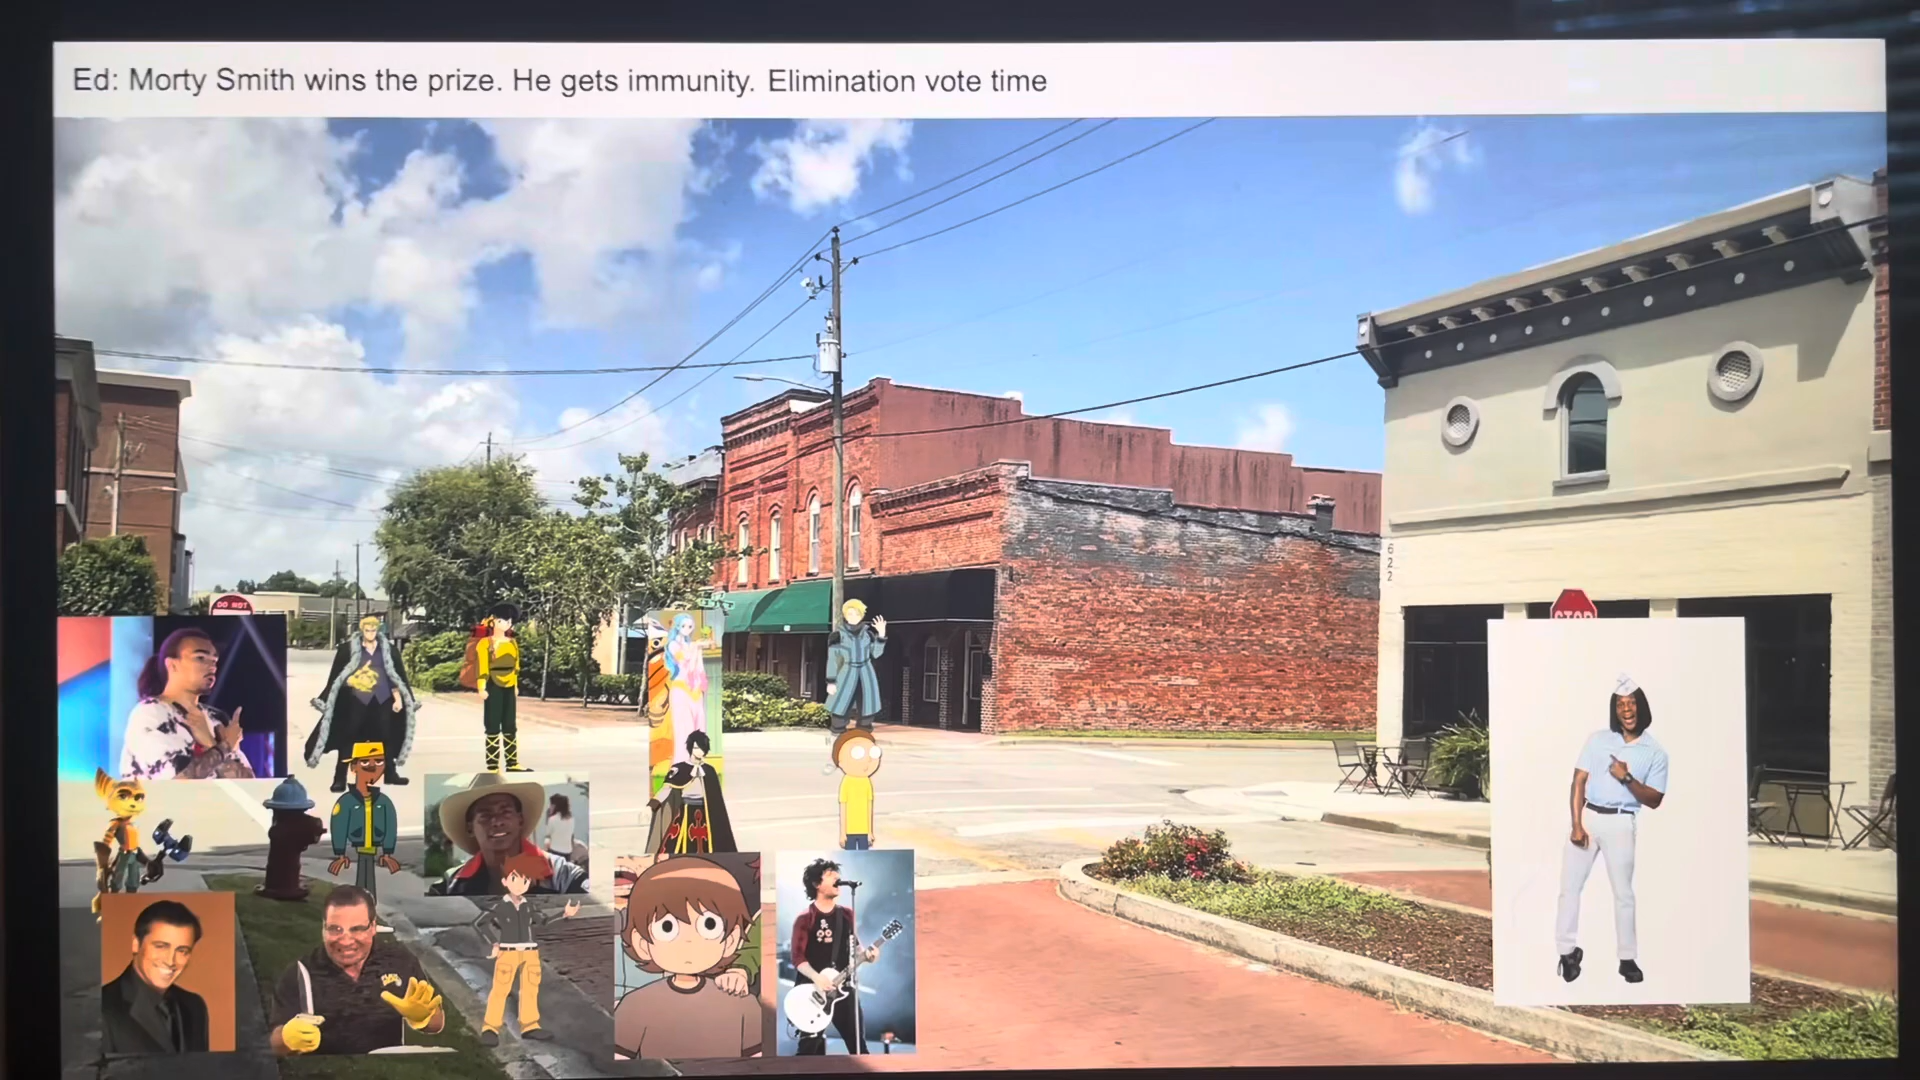 Ed: Morty Smith wins the prize. He gets immunity. Elimination vote time
DO NOT
STOP
622